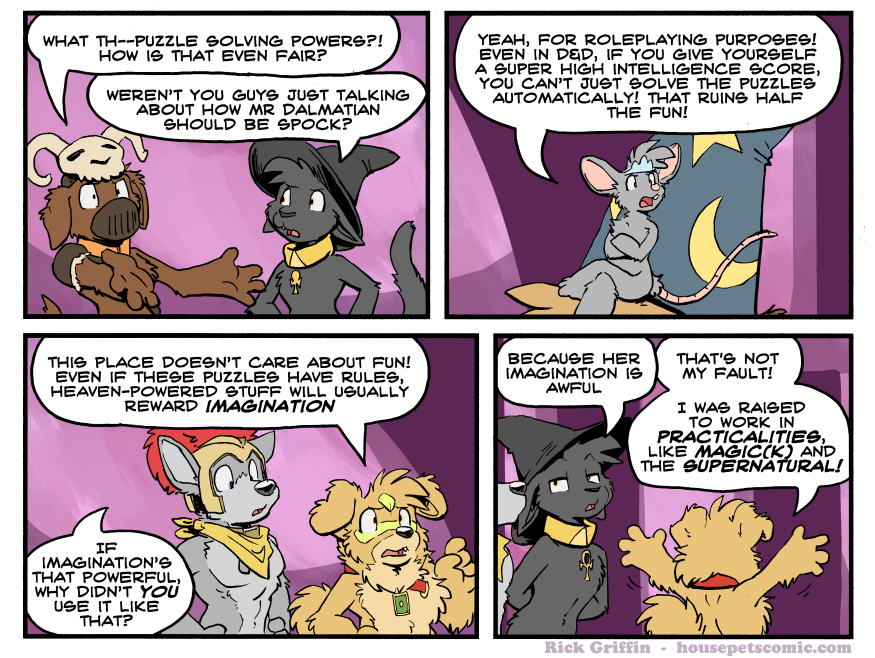 WHAT TH--PUZZLE SOLVING POWERS?!
HOW IS THAT EVEN FAIR?
WEREN'T YOU GUYS JUST TALKING
ABOUT HOW MR DALMATIAN
SHOULD BE SPOCK?
YEAH, FOR ROLEPLAYING PURPOSES!
EVEN IN D&D, IF YOU GIVE YOURSELF
A SUPER HIGH INTELLIGENCE SCORE,
YOU CAN'T JUST SOLVE THE PUZZLES
AUTOMATICALLY! THAT RUINS HALF
THE FUN!
THIS PLACE DOESN'T CARE ABOUT FUN!
EVEN IF THESE PUZZLES HAVE RULES,
HEAVEN-POWERED STUFF WILL USUALLY
REWARD IMAGINATION
IF
IMAGINATION'S
THAT POWERFUL,
WHY DIDN'T YOU
USE IT LIKE
THAT?
BECAUSE HER
IMAGINATION IS
AWFUL
THAT'S NOT
MY FAULT!
I WAS RAISED
TO WORK IN
PRACTICALITIES,
LIKE MAGIC(K) AND
THE SUPERNATURAL!
Rick Griffin - housepetscomic.com